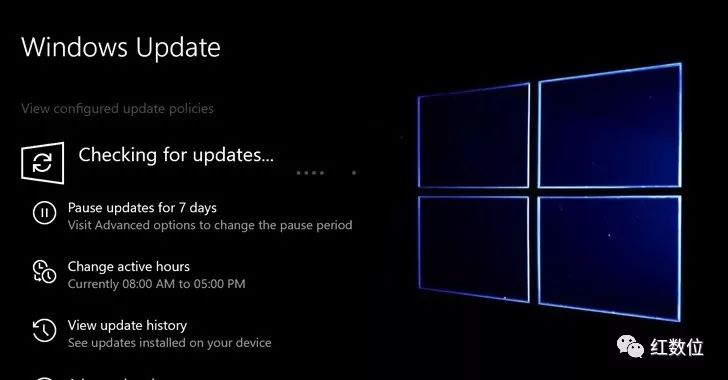 Windows Update
View configured update policies
Checking for updates...
Pause updates for 7 days
Visit Advanced options to change the pause period
Change active hours
Currently 08:00 AM to 05:00 PM
View update history
See updates installed on your device
红数位